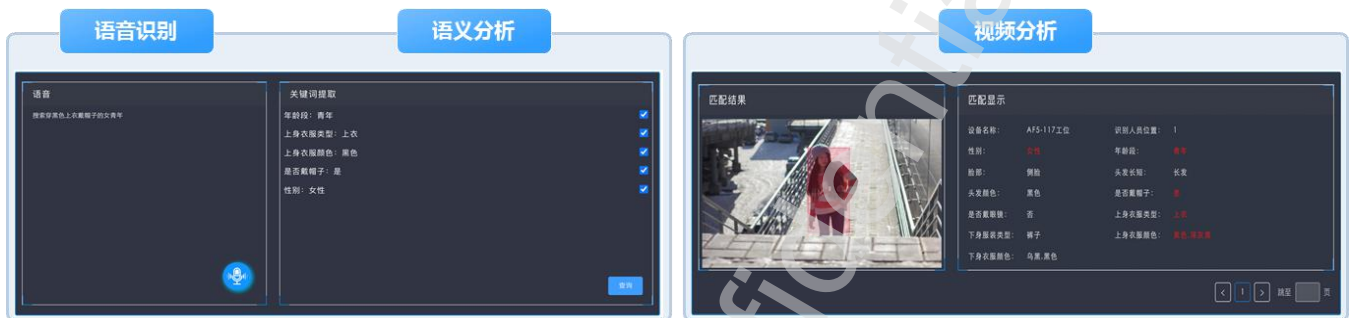 语音识别
语义分析
视频分析
语音
搜索穿黑色上衣戴帽子的女青年
关键词提取
年龄段：青年
上身衣服类型：上衣
上身衣服颜色：黑色
是否戴帽子：是
性别：女性
查询
匹配结果
匹配显示
设备名称： AF5-117工位 识别人员位置： 1
性别： 女性 年龄段： 青年
脸部： 侧脸 头发长短： 长发
头发颜色： 黑色 是否戴帽子： 是
是否戴眼镜： 否 上身衣服类型： 上衣
下身服装类型： 裤子 上身衣服颜色：
下身衣服颜色： 乌黑,黑色
1 跳至 页
fidentia